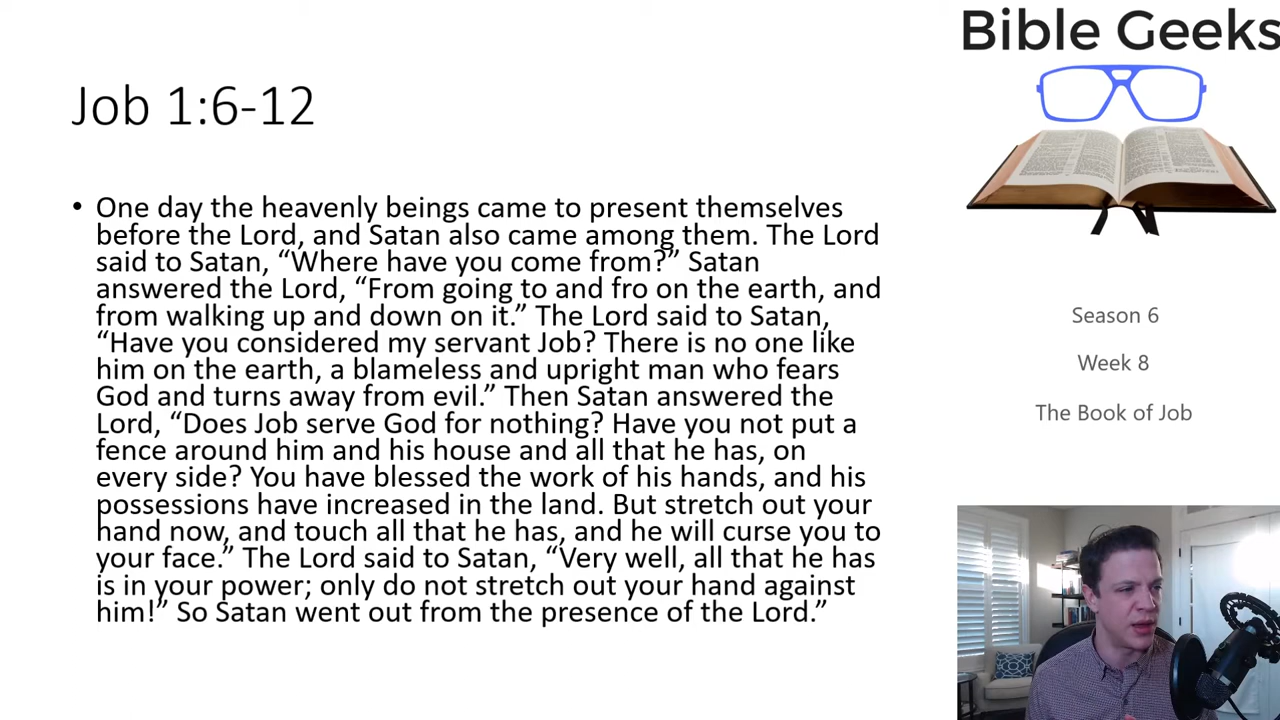 Bible Geeks
Job 1:6-12
• One day the heavenly beings came to present themselves
before the Lord, and Satan also came among them. The Lord
said to Satan, “Where have you come from?” Satan
answered the Lord, “From going to and fro on the earth, and
from walking up and down on it.” The Lord said to Satan,
“Have you considered my servant Job? There is no one like
him on the earth, a blameless and upright man who fears
God and turns away from evil.” Then Satan answered the
Lord, “Does Job serve God for nothing? Have you not put a
fence around him and his house and all that he has, on
every side? You have blessed the work of his hands, and his
possessions have increased in the land. But stretch out your
hand now, and touch all that he has, and he will curse you to
your face.” The Lord said to Satan, “Very well, all that he has
is in your power; only do not stretch out your hand against
him!” So Satan went out from the presence of the Lord.”
Season 6
Week 8
The Book of Job